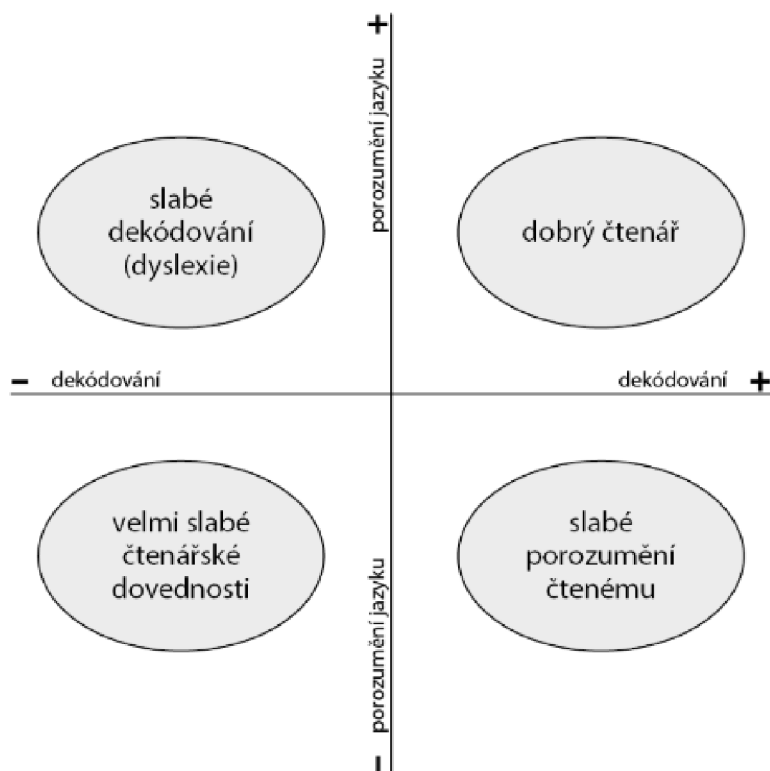 +
porozumění jazyku
slabé
dekódování
(dyslexie)
dobrý čtenář
– dekódování
dekódování +
velmi slabé
čtenářské
dovednosti
slabé
porozumění
čtenému
porozumění jazyku
–